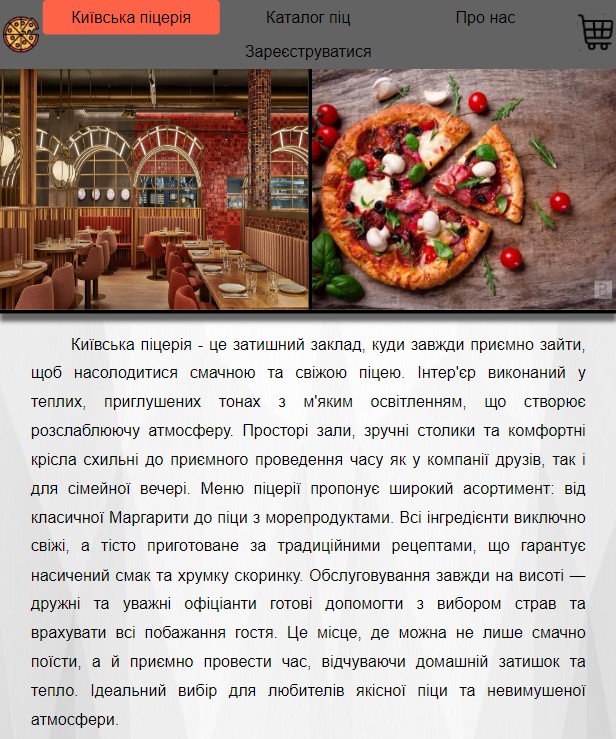 Київська піцерія Каталог піц Про нас
Зареєструватися
Київська піцерія - це затишний заклад, куди завжди приємно зайти,
щоб насолодитися смачною та свіжою піцею. Інтер'єр виконаний у
теплих, приглушених тонах з м'яким освітленням, що створює
розслаблюючу атмосферу. Просторі зали, зручні столики та комфортні
крісла схильні до приємного проведення часу як у компанії друзів, так і
для сімейної вечері. Меню піцерії пропонує широкий асортимент: від
класичної Маргарити до піци з морепродуктами. Всі інгредієнти виключно
свіжі, а тісто приготоване за традиційними рецептами, що гарантує
насичений смак та хрумку скоринку. Обслуговування завжди на висоті —
дружні та уважні офіціанти готові допомогти з вибором страв та
врахувати всі побажання гостя. Це місце, де можна не лише смачно
поїсти, а й приємно провести час, відчуваючи домашній затишок та
тепло. Ідеальний вибір для любителів якісної піци та невимушеної
атмосфери.